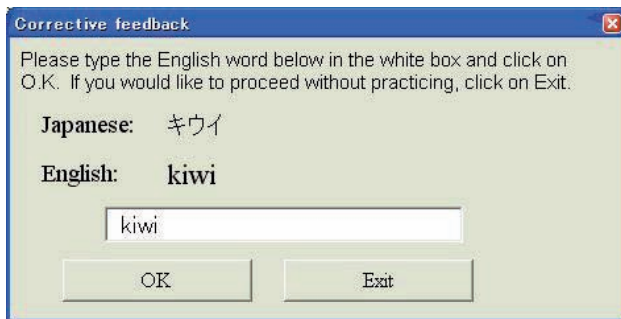 Corrective feedback
Please type the English word below in the white box and click on
O.K. If you would like to proceed without practicing, click on Exit.
Japanese: キウイ
English: kiwi
kiwi
OK Exit